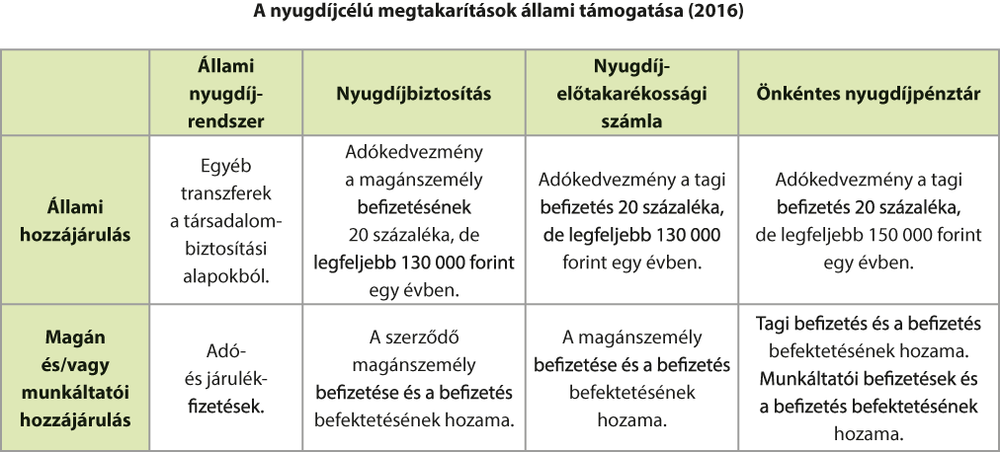 A nyugdíjcélú megtakarítások állami támogatása (2016)
Állami
nyugdíj-
rendszer
Nyugdíjbiztosítás
Nyugdíj-
előtakarékossági
számla
Önkéntes nyugdíjpénztár
Állami
hozzájárulás
Egyéb
transzferek
a társadalom-
biztosítási
alapokból.
Adókedvezmény
a magánszemély
befizetésének
20 százaléka, de
legfeljebb 130 000 forint
egy évben.
Adókedvezmény a tagi
befizetés 20 százaléka,
de legfeljebb 130 000
forint egy évben.
Adókedvezmény a tagi
befizetés 20 százaléka,
de legfeljebb 150 000 forint
egy évben.
Magán
és/vagy
munkáltatói
hozzájárulás
Adó-
és járulék-
fizetések.
A szerződő
magánszemély
befizetése és a befizetés
befektetésének hozama.
A magánszemély
befizetése és a befizetés
befektetésének
hozama.
Tagi befizetés és a befizetés
befektetésének hozama.
Munkáltatói befizetések és
a befizetés befektetésének
hozama.